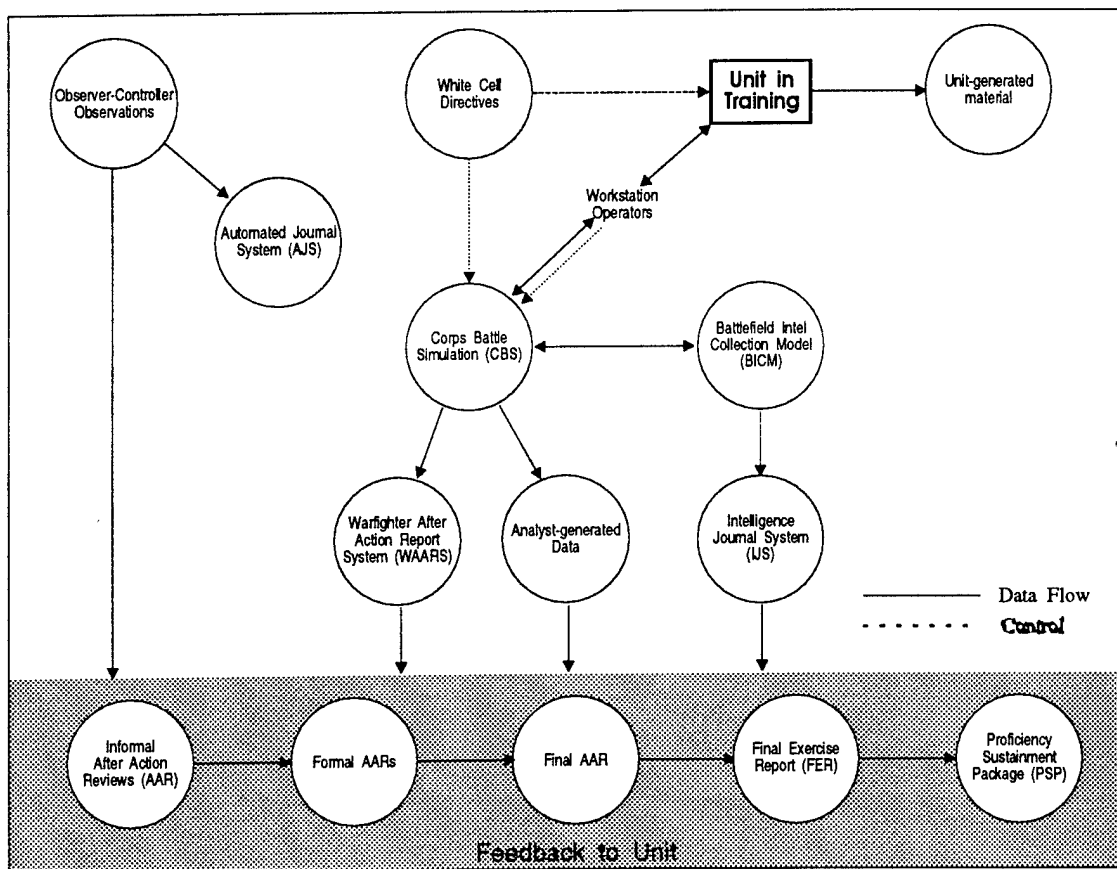 Observer-Controller
Observations
White Cell
Directives
Unit in
Training
Unit-generated
material
Automated Journal
System (AJS)
Workstation
Operators
Corps Battle
Simulation (CBS)
Battlefield Intel
Collection Model
(BICM)
Warfighter After
Action Report
System (WAARS)
Analyst-generated
Data
Intelligence
Journal System
(IJS)
Data Flow
Control
Informal
After Action
Reviews (AAR)
Formal AARs
Final AAR
Final Exercise
Report (FER)
Proficiency
Sustainment
Package (PSP)
Feedback to Unit